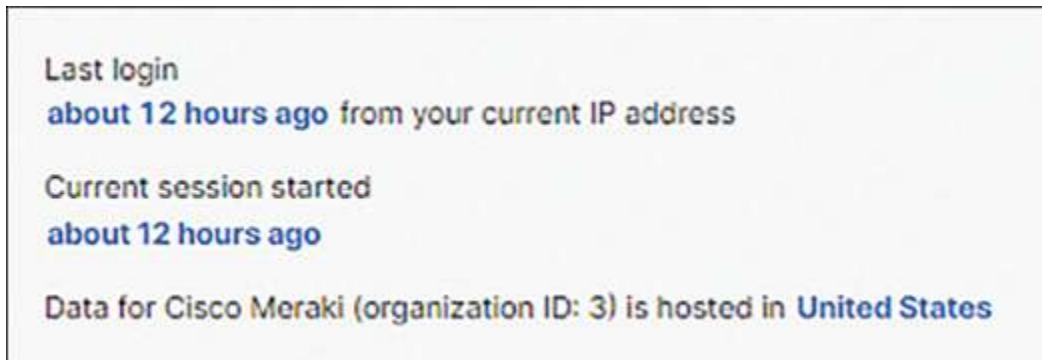 Last login
about 12 hours ago from your current IP address
Current session started
about 12 hours ago
Data for Cisco Meraki (organization ID: 3) is hosted in United States